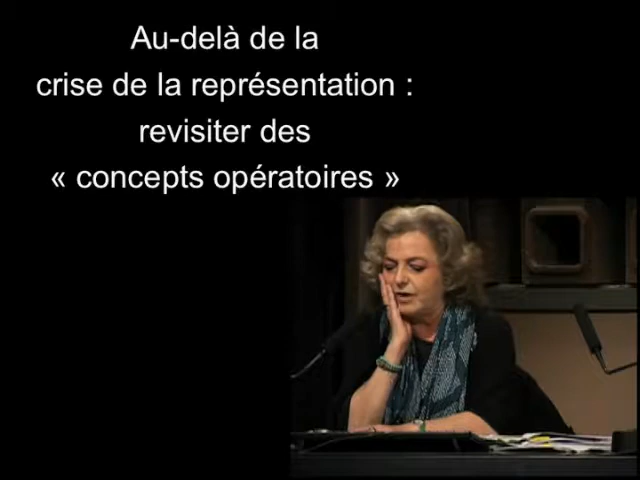 Au-delà de la
crise de la représentation :
revisiter des
« concepts opératoires »